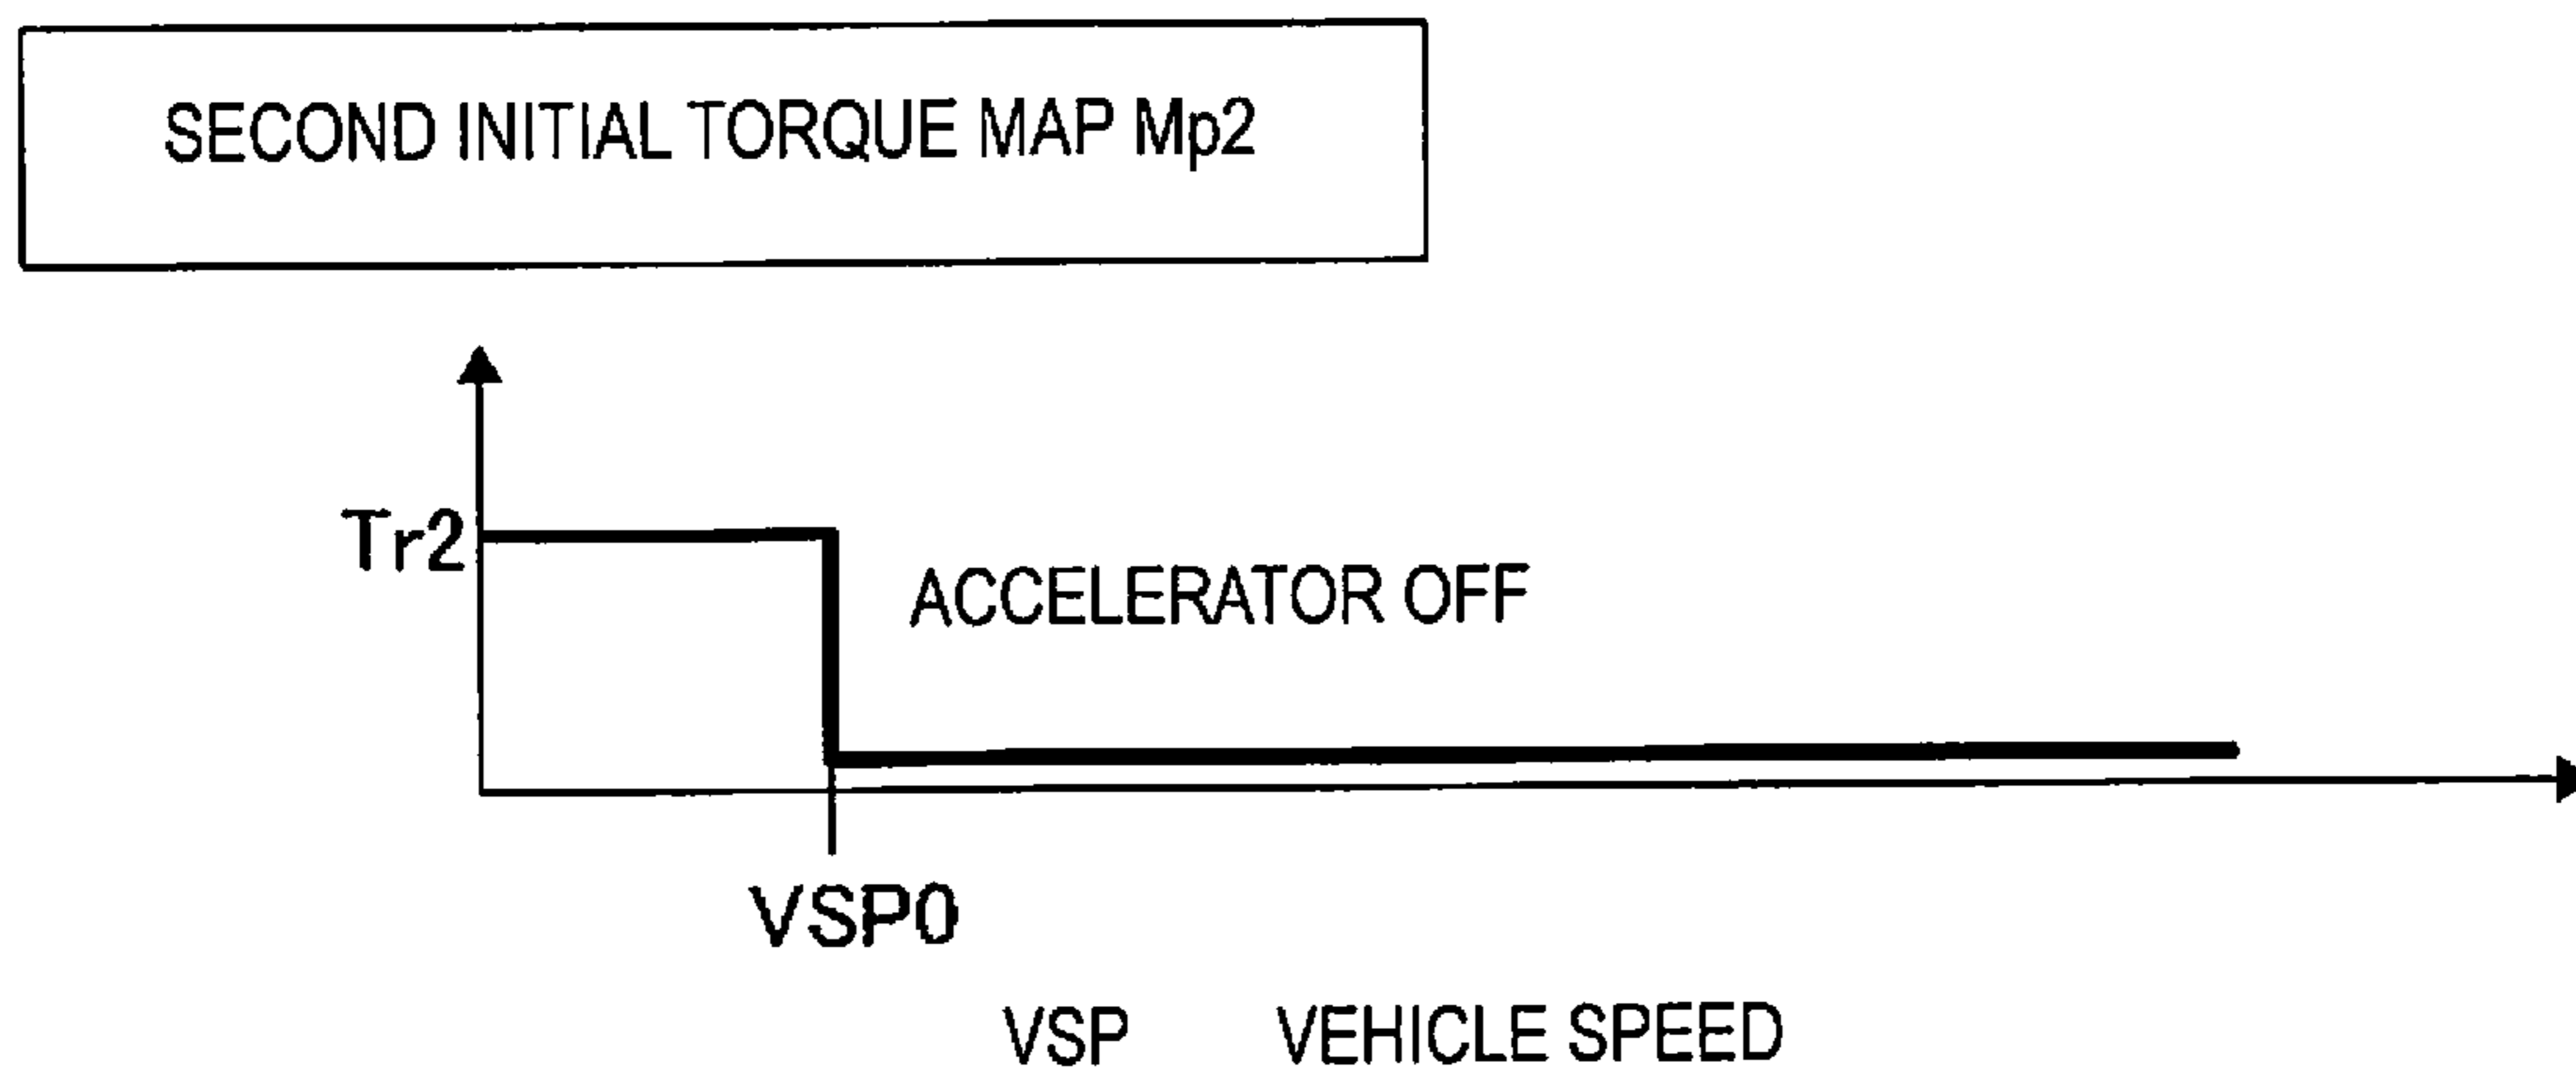 SECOND INITIAL TORQUE MAP Mp2
Tr2
ACCELERATOR OFF
VSP0
VSP VEHICLE SPEED